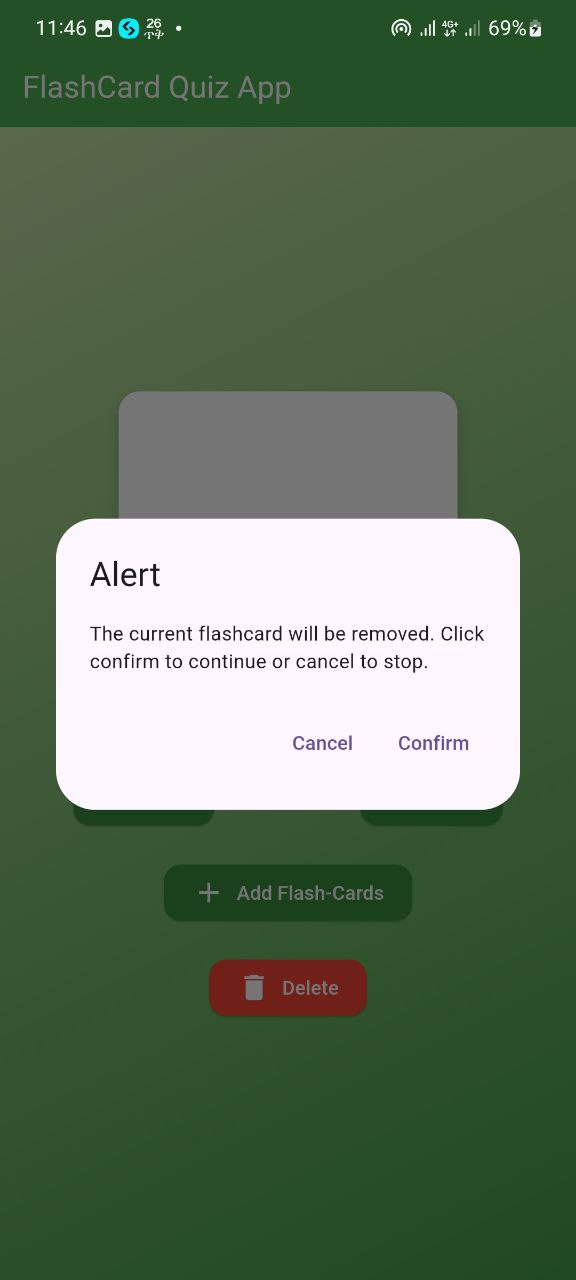 11:46 26 4G+ 69%
ጥቅ
FlashCard Quiz App
Alert
The current flashcard will be removed. Click
confirm to continue or cancel to stop.
Cancel Confirm
Add Flash-Cards
Delete